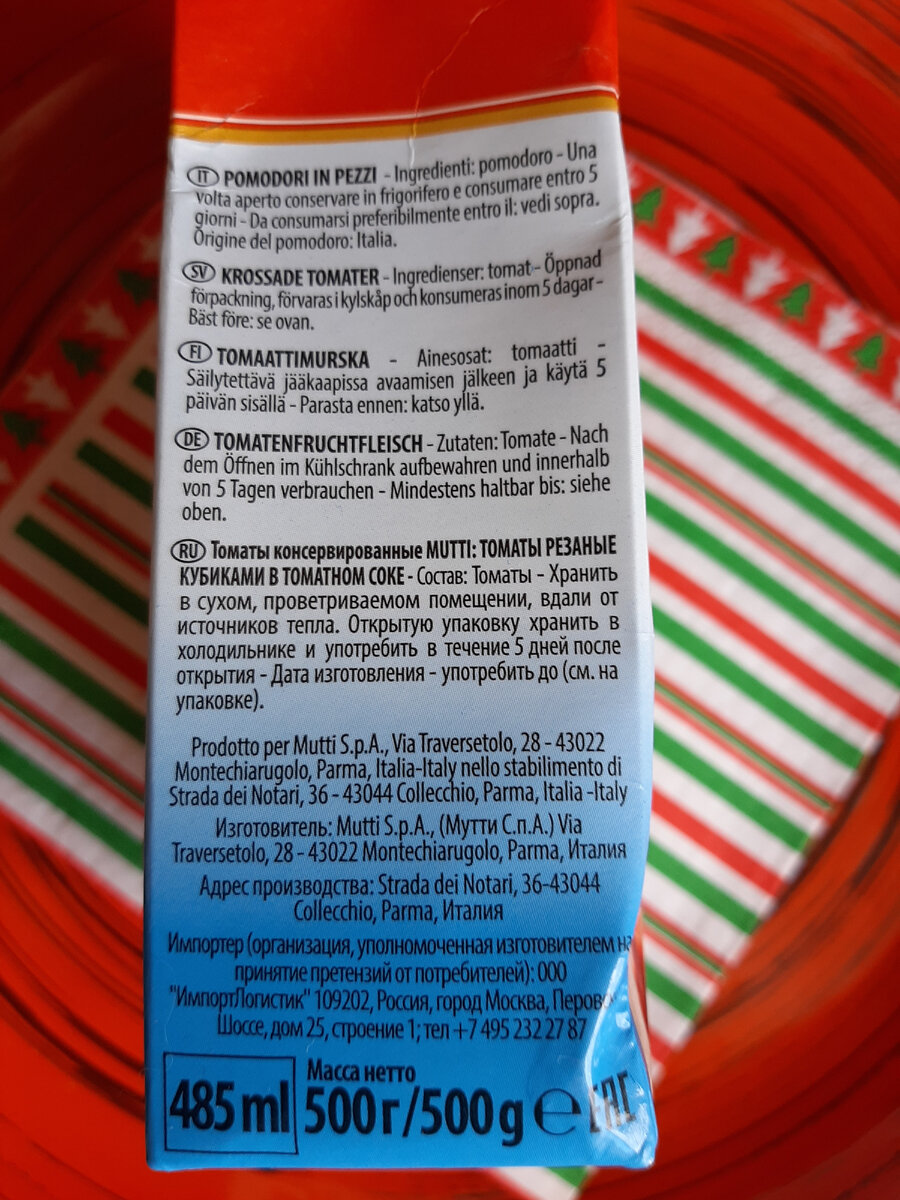 IT POMODORI IN PEZZI - Ingredienti: pomodoro - Una
volta aperto conservare in frigorifero e consumare entro 5
giorni - Da consumarsi preferibilmente entro il: vedi sopra.
Origine del pomodoro: Italia.
SV KROSSADE TOMATER - Ingredienser: tomat - Öppnad
förpackning, förvaras i kylskåp och konsumeras inom 5 dagar -
Bäst före: se ovan.
FI TOMAATTIMURSKA - Ainesosat: tomaatti -
Säilytettävä jääkaapissa avaamisen jälkeen ja käytä 5
päivän sisällä - Parasta ennen: katso yllä.
DE TOMATENFRUCHTFLEISCH - Zutaten: Tomate - Nach
dem Öffnen im Kühlschrank aufbewahren und innerhalb
von 5 Tagen verbrauchen - Mindestens haltbar bis: siehe
oben.
RU Томаты консервированные MUTTI: ТОМАТЫ РЕЗАНЫЕ
КУБИКАМИ В ТОМАТНОМ СОКЕ - Состав: Томаты - Хранить
в сухом, проветриваемом помещении, вдали от
источников тепла. Открытую упаковку хранить в
холодильнике и употребить в течение 5 дней после
открытия - Дата изготовления - употребить до (см. на
упаковке).
Prodotto per Mutti S.p.A., Via Traversetolo, 28 - 43022
Montechiarugolo, Parma, Italia-Italy nello stabilimento di
Strada dei Notari, 36 - 43044 Collecchio, Parma, Italia -Italy
Изготовитель: Mutti S.p.A., (Мутти С.п.А.) Via
Traversetolo, 28 - 43022 Montechiarugolo, Parma, Италия
Адрес производства: Strada dei Notari, 36-43044
Collecchio, Parma, Италия
Импортер (организация, уполномоченная изготовителем на
принятие претензий от потребителей): ООО
"ИмпортЛогистик" 109202, Россия, город Москва,
Шоссе, дом 25, строение 1; тел +7 495 232 27 87
Масса нетто
485 ml 500 г/500 g e EAC